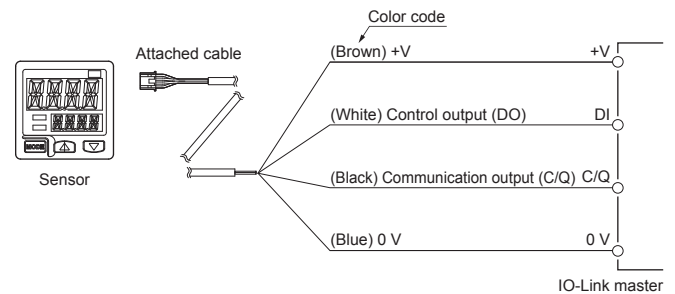 Color code
Attached cable
(Brown) +V
+V
(White) Control output (DO)
DI
MODE
Sensor
(Black) Communication output (C/Q)
C/Q
(Blue) 0 V
0 V
IO-Link master